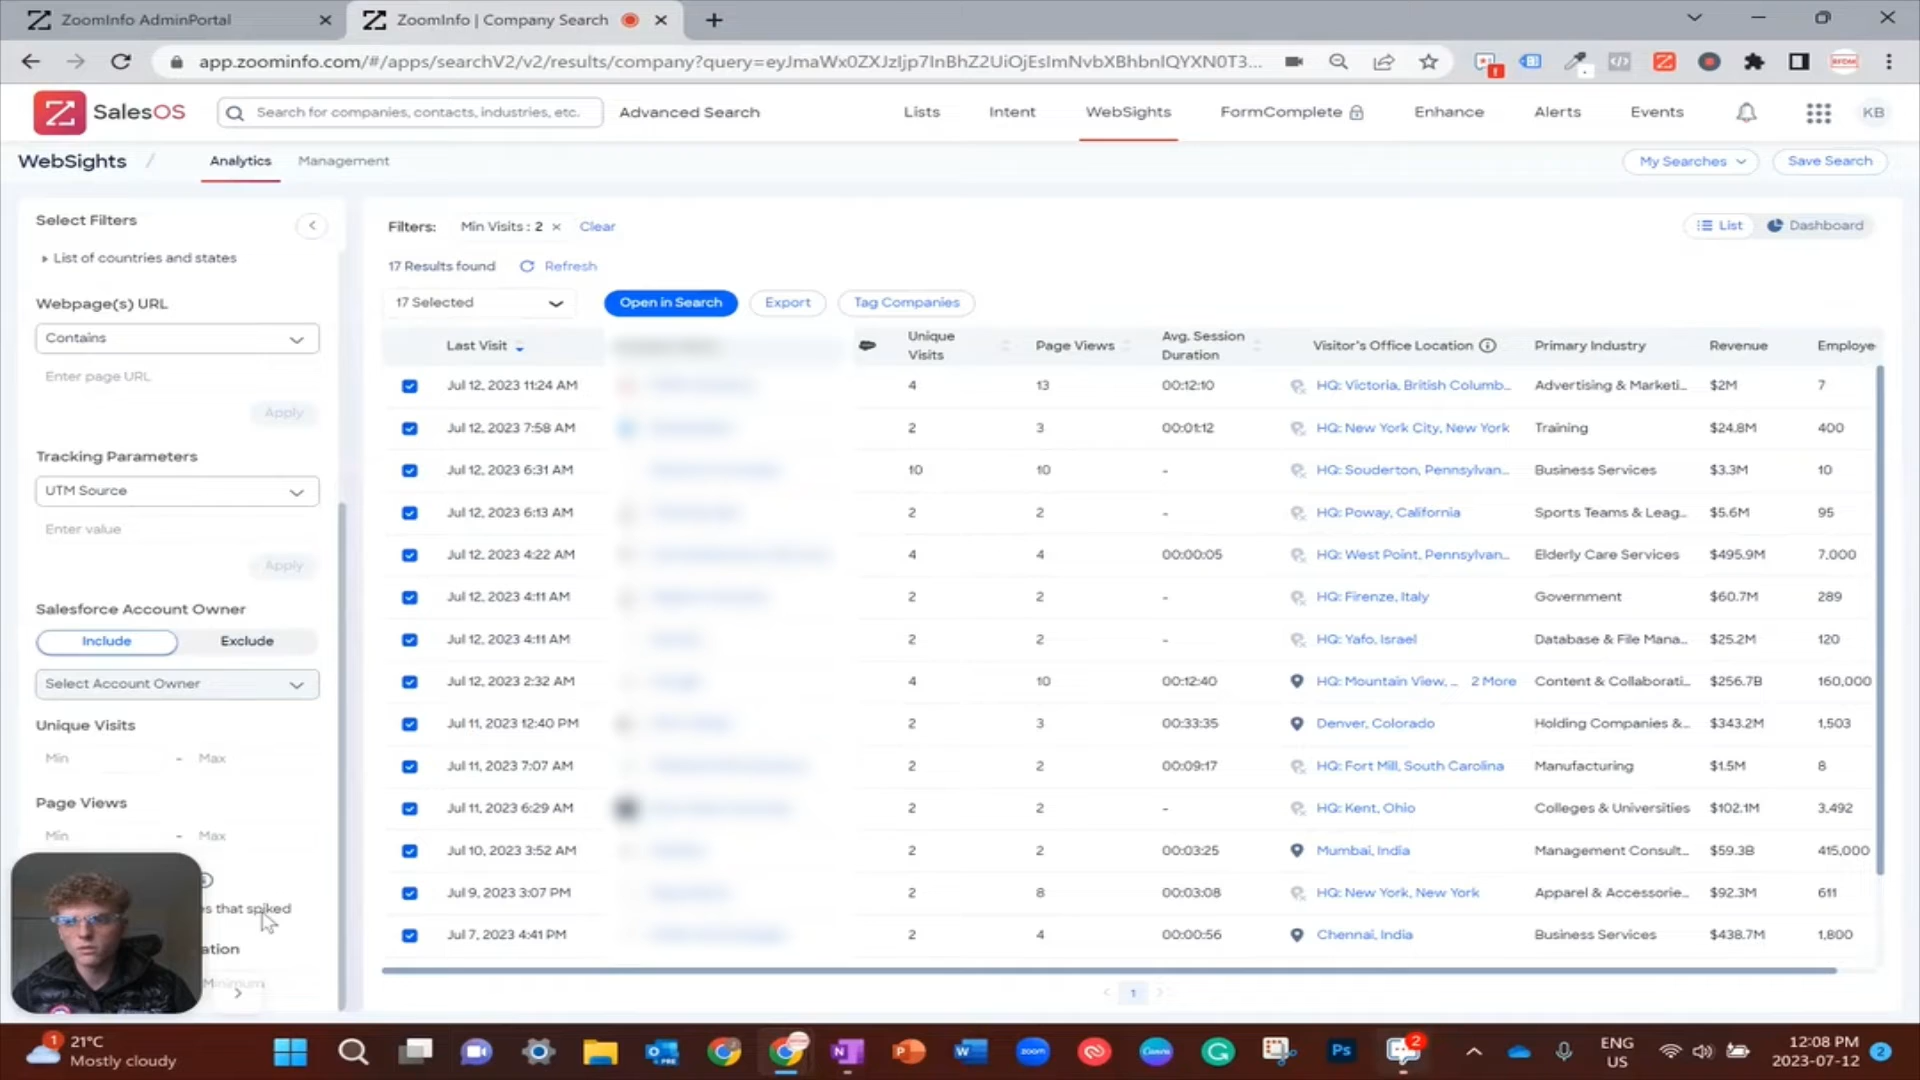 ZoomInfo AdminPortal
ZoomInfo | Company Search
app.zoominfo.com/#/apps/searchV2/v2/results/company?query=eyJmaWx0ZXJzIjp7InBhZ2UiOjEsImNvbXBhbnlQYXN0T3...
SalesOS
Search for companies, contacts, industries, etc.
Advanced Search
Lists
Intent
WebSights
FormComplete
Enhance
Alerts
Events
KB
WebSights /
Analytics
Management
My Searches
Save Search
Select Filters
List of countries and states
Webpage(s) URL
Contains
Enter page URL
Apply
Tracking Parameters
UTM Source
Enter value
Apply
Salesforce Account Owner
Include Exclude
Select Account Owner
Unique Visits
Min - Max
Page Views
Min - Max
that spiked
Minimum
Filters: Min Visits : 2 × Clear
List Dashboard
17 Results found Refresh
17 Selected Open in Search Export Tag Companies
Last Visit Unique Visits Page Views Avg. Session Duration Visitor's Office Location Primary Industry Revenue Employe
Jul 12, 2023 11:24 AM 4 13 00:12:10 HQ: Victoria, British Columb... Advertising & Marketi... $2M 7
Jul 12, 2023 7:58 AM 2 3 00:01:12 HQ: New York City, New York Training $24.8M 400
Jul 12, 2023 6:31 AM 10 10 - HQ: Souderton, Pennsylvan... Business Services $3.3M 10
Jul 12, 2023 6:13 AM 2 2 - HQ: Poway, California Sports Teams & Leag... $5.6M 95
Jul 12, 2023 4:22 AM 4 4 00:00:05 HQ: West Point, Pennsylvan... Elderly Care Services $495.9M 7,000
Jul 12, 2023 4:11 AM 2 2 - HQ: Firenze, Italy Government $60.7M 289
Jul 12, 2023 4:11 AM 2 2 - HQ: Yafo, Israel Database & File Mana... $25.2M 120
Jul 12, 2023 2:32 AM 4 10 00:12:40 HQ: Mountain View, ... 2 More Content & Collaborati... $256.7B 160,000
Jul 11, 2023 12:40 PM 2 3 00:33:35 Denver, Colorado Holding Companies &... $343.2M 1,503
Jul 11, 2023 7:07 AM 2 2 00:09:17 HQ: Fort Mill, South Carolina Manufacturing $1.5M 8
Jul 11, 2023 6:29 AM 2 2 - HQ: Kent, Ohio Colleges & Universities $102.1M 3,492
Jul 10, 2023 3:52 AM 2 2 00:03:25 Mumbai, India Management Consult... $59.3B 415,000
Jul 9, 2023 3:07 PM 2 8 00:03:08 HQ: New York, New York Apparel & Accessorie... $92.3M 611
Jul 7, 2023 4:41 PM 2 4 00:00:56 Chennai, India Business Services $438.7M 1,800
< 1 >
1
21°C
Mostly cloudy
zoom
Canva
Ps
2
ENG
US
12:08 PM
2023-07-12
2